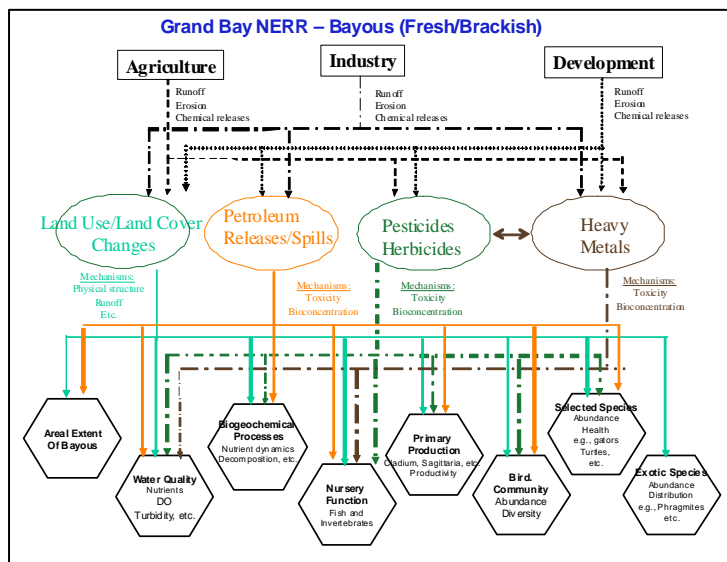 Grand Bay NERR – Bayous (Fresh/Brackish)
Agriculture
Industry
Development
Runoff
Erosion
Chemical releases
Runoff
Erosion
Chemical releases
Runoff
Erosion
Chemical releases
Land Use/Land Cover
Changes
Petroleum
Releases/Spills
Pesticides
Herbicides
Heavy
Metals
Mechanisms:
Physical structure
Runoff
Etc.
Mechanisms:
Toxicity
Bioconcentration
Mechanisms:
Toxicity
Bioconcentration
Mechanisms:
Toxicity
Bioconcentration
Areal Extent
Of Bayous
Water Quality
Nutrients
DO
Turbidity, etc.
Biogeochemical
Processes
Nutrient dynamics
Decomposition, etc.
Nursery
Function
Fish and
Invertebrates
Primary
Production
Cladium, Sagittaria, etc.
Productivity
Bird.
Community
Abundance
Diversity
Selected Species
Abundance
Health
e.g., gators
Turtles,
etc.
Exotic Species
Abundance
Distribution
e.g., Phragmites
etc.